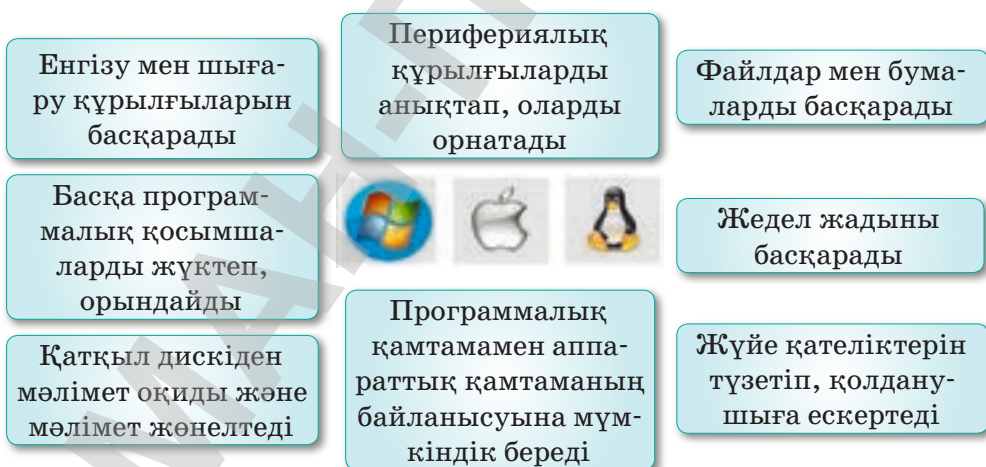 Енгізу мен шыға-
ру құрылғыларын
басқарады
Перифериялық
құрылғыларды
анықтап, оларды
орнатады
Файлдар мен бума-
ларды басқарады
Басқа програм-
малық қосымша-
ларды жүктеп,
орындайды
Жедел жадыны
басқарады
Қатқыл дискіден
мәлімет оқиды және
мәлімет жөнелтеді
Программалық
қамтамамен аппа-
раттық қамтаманың
байланысуына мүм-
кіндік береді
Жүйе қателіктерін
түзетіп, қолдану-
шыға ескертеді